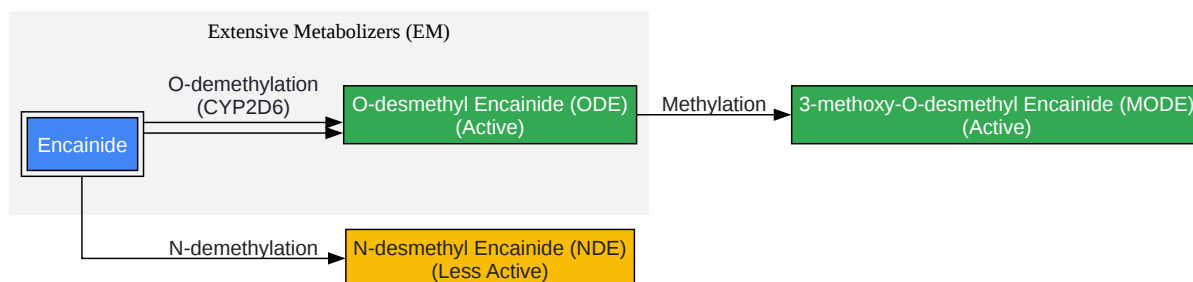 Extensive Metabolizers (EM)
O-demethylation
(CYP2D6)
Encainide
O-desmethyl Encainide (ODE)
(Active)
Methylation
3-methoxy-O-desmethyl Encainide (MODE)
(Active)
N-demethylation
N-desmethyl Encainide (NDE)
(Less Active)